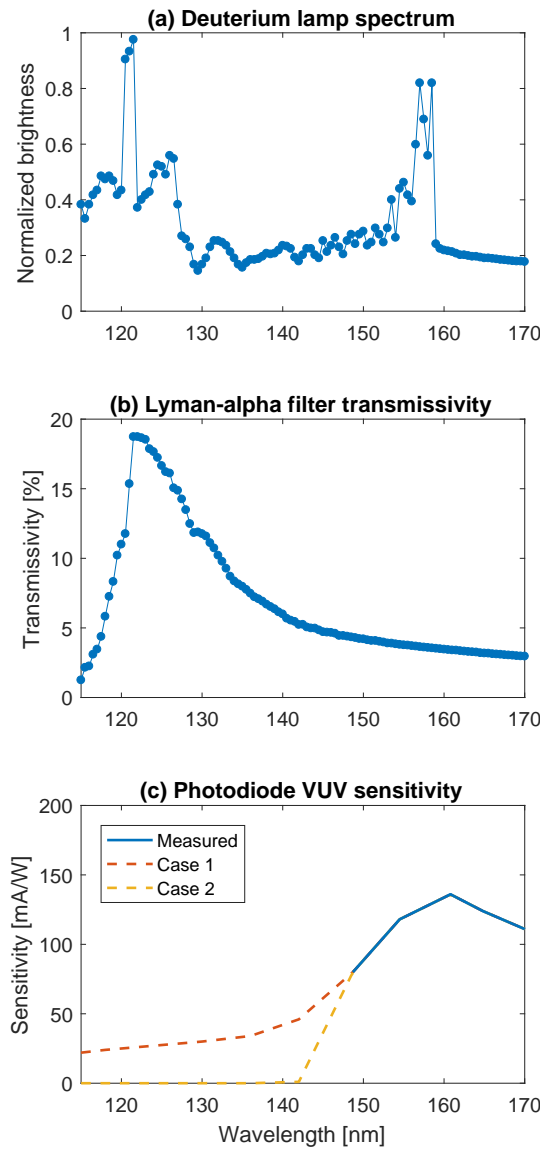 (a) Deuterium lamp spectrum
Normalized brightness
1
0.8
0.6
0.4
0.2
0
120 130 140 150 160 170
(b) Lyman-alpha filter transmissivity
Transmissivity [%]
20
15
10
5
0
120 130 140 150 160 170
(c) Photodiode VUV sensitivity
Sensitivity [mA/W]
200
150
100
50
0
Measured
Case 1
Case 2
120 130 140 150 160 170
Wavelength [nm]